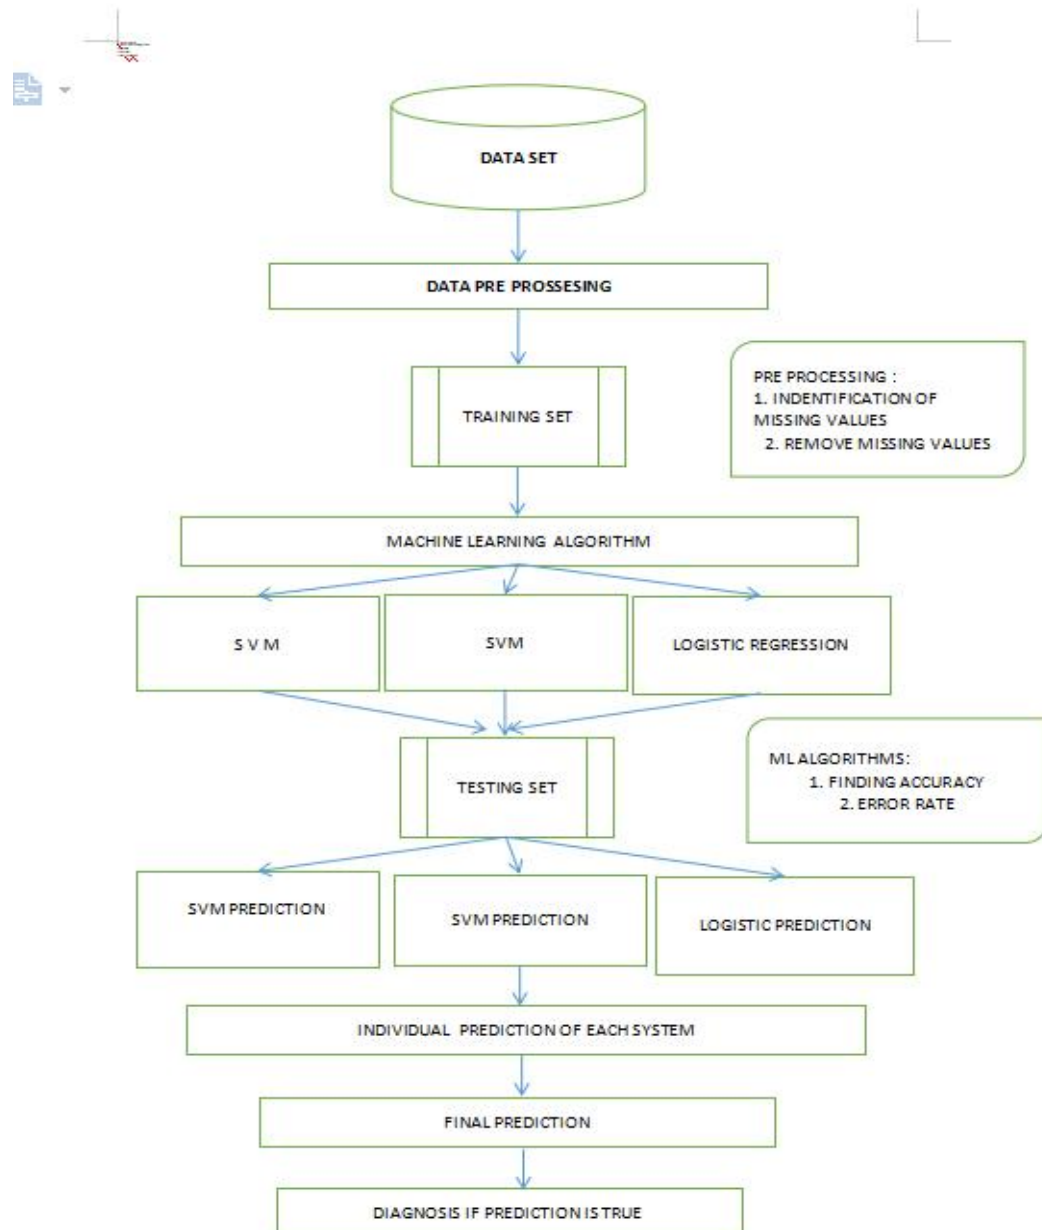 DATA SET
DATA PRE PROSSESING
TRAINING SET
PRE PROCESSING :
1. INDENTIFICATION OF
MISSING VALUES
2. REMOVE MISSING VALUES
MACHINE LEARNING ALGORITHM
S V M
SVM
LOGISTIC REGRESSION
TESTING SET
ML ALGORITHMS:
1. FINDING ACCURACY
2. ERROR RATE
SVM PREDICTION
SVM PREDICTION
LOGISTIC PREDICTION
INDIVIDUAL PREDICTION OF EACH SYSTEM
FINAL PREDICTION
DIAGNOSIS IF PREDICTION IS TRUE